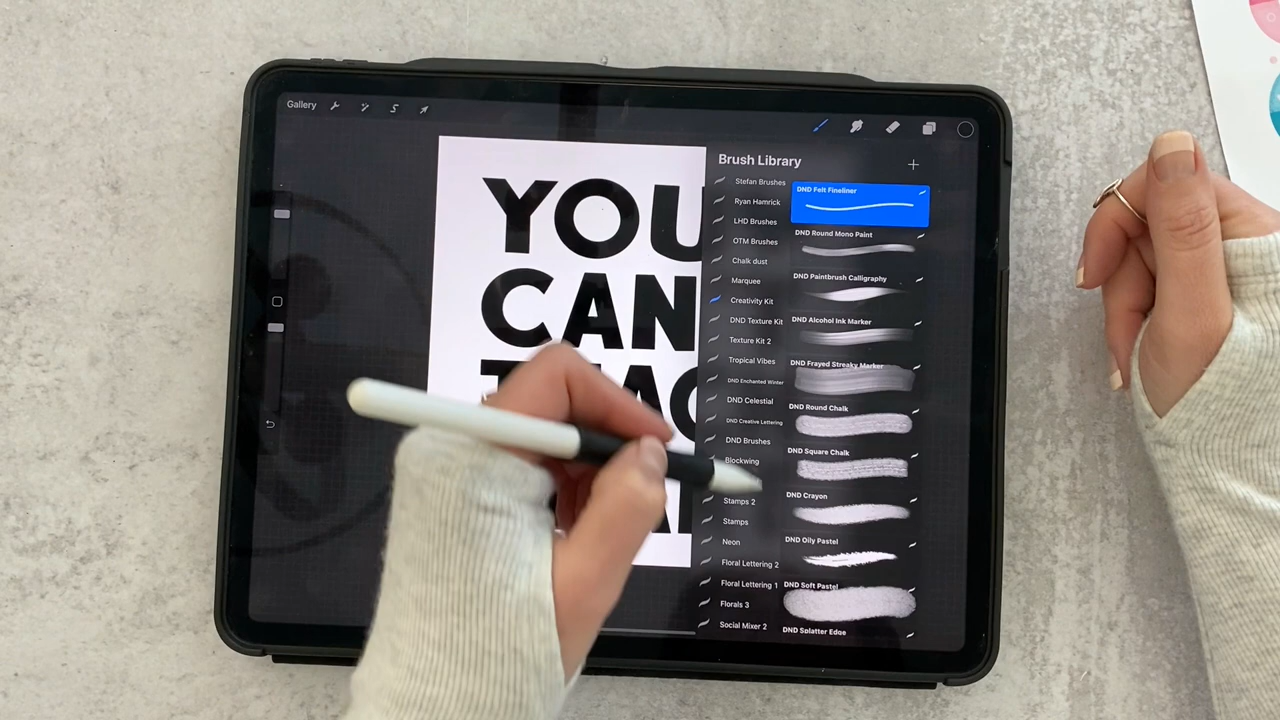 Gallery
YOU
CAN
Brush Library
Stefan Brushes
Ryan Hamrick
LHD Brushes
OTM Brushes
Chalk dust
Marquee
Creativity Kit
DND Texture Kit
Texture Kit 2
Tropical Vibes
DND Enchanted Winter
DND Celestial
DND Creative Lettering
DND Brushes
Blockwing
Stamps 2
Stamps
Neon
Floral Lettering 2
Floral Lettering 1
Florals 3
Social Mixer 2
DND Felt Fineliner
DND Round Mono Paint
DND Paintbrush Calligraphy
DND Alcohol Ink Marker
DND Frayed Streaky Marker
DND Round Chalk
DND Square Chalk
DND Crayon
DND Oily Pastel
DND Soft Pastel
DND Splatter Edge